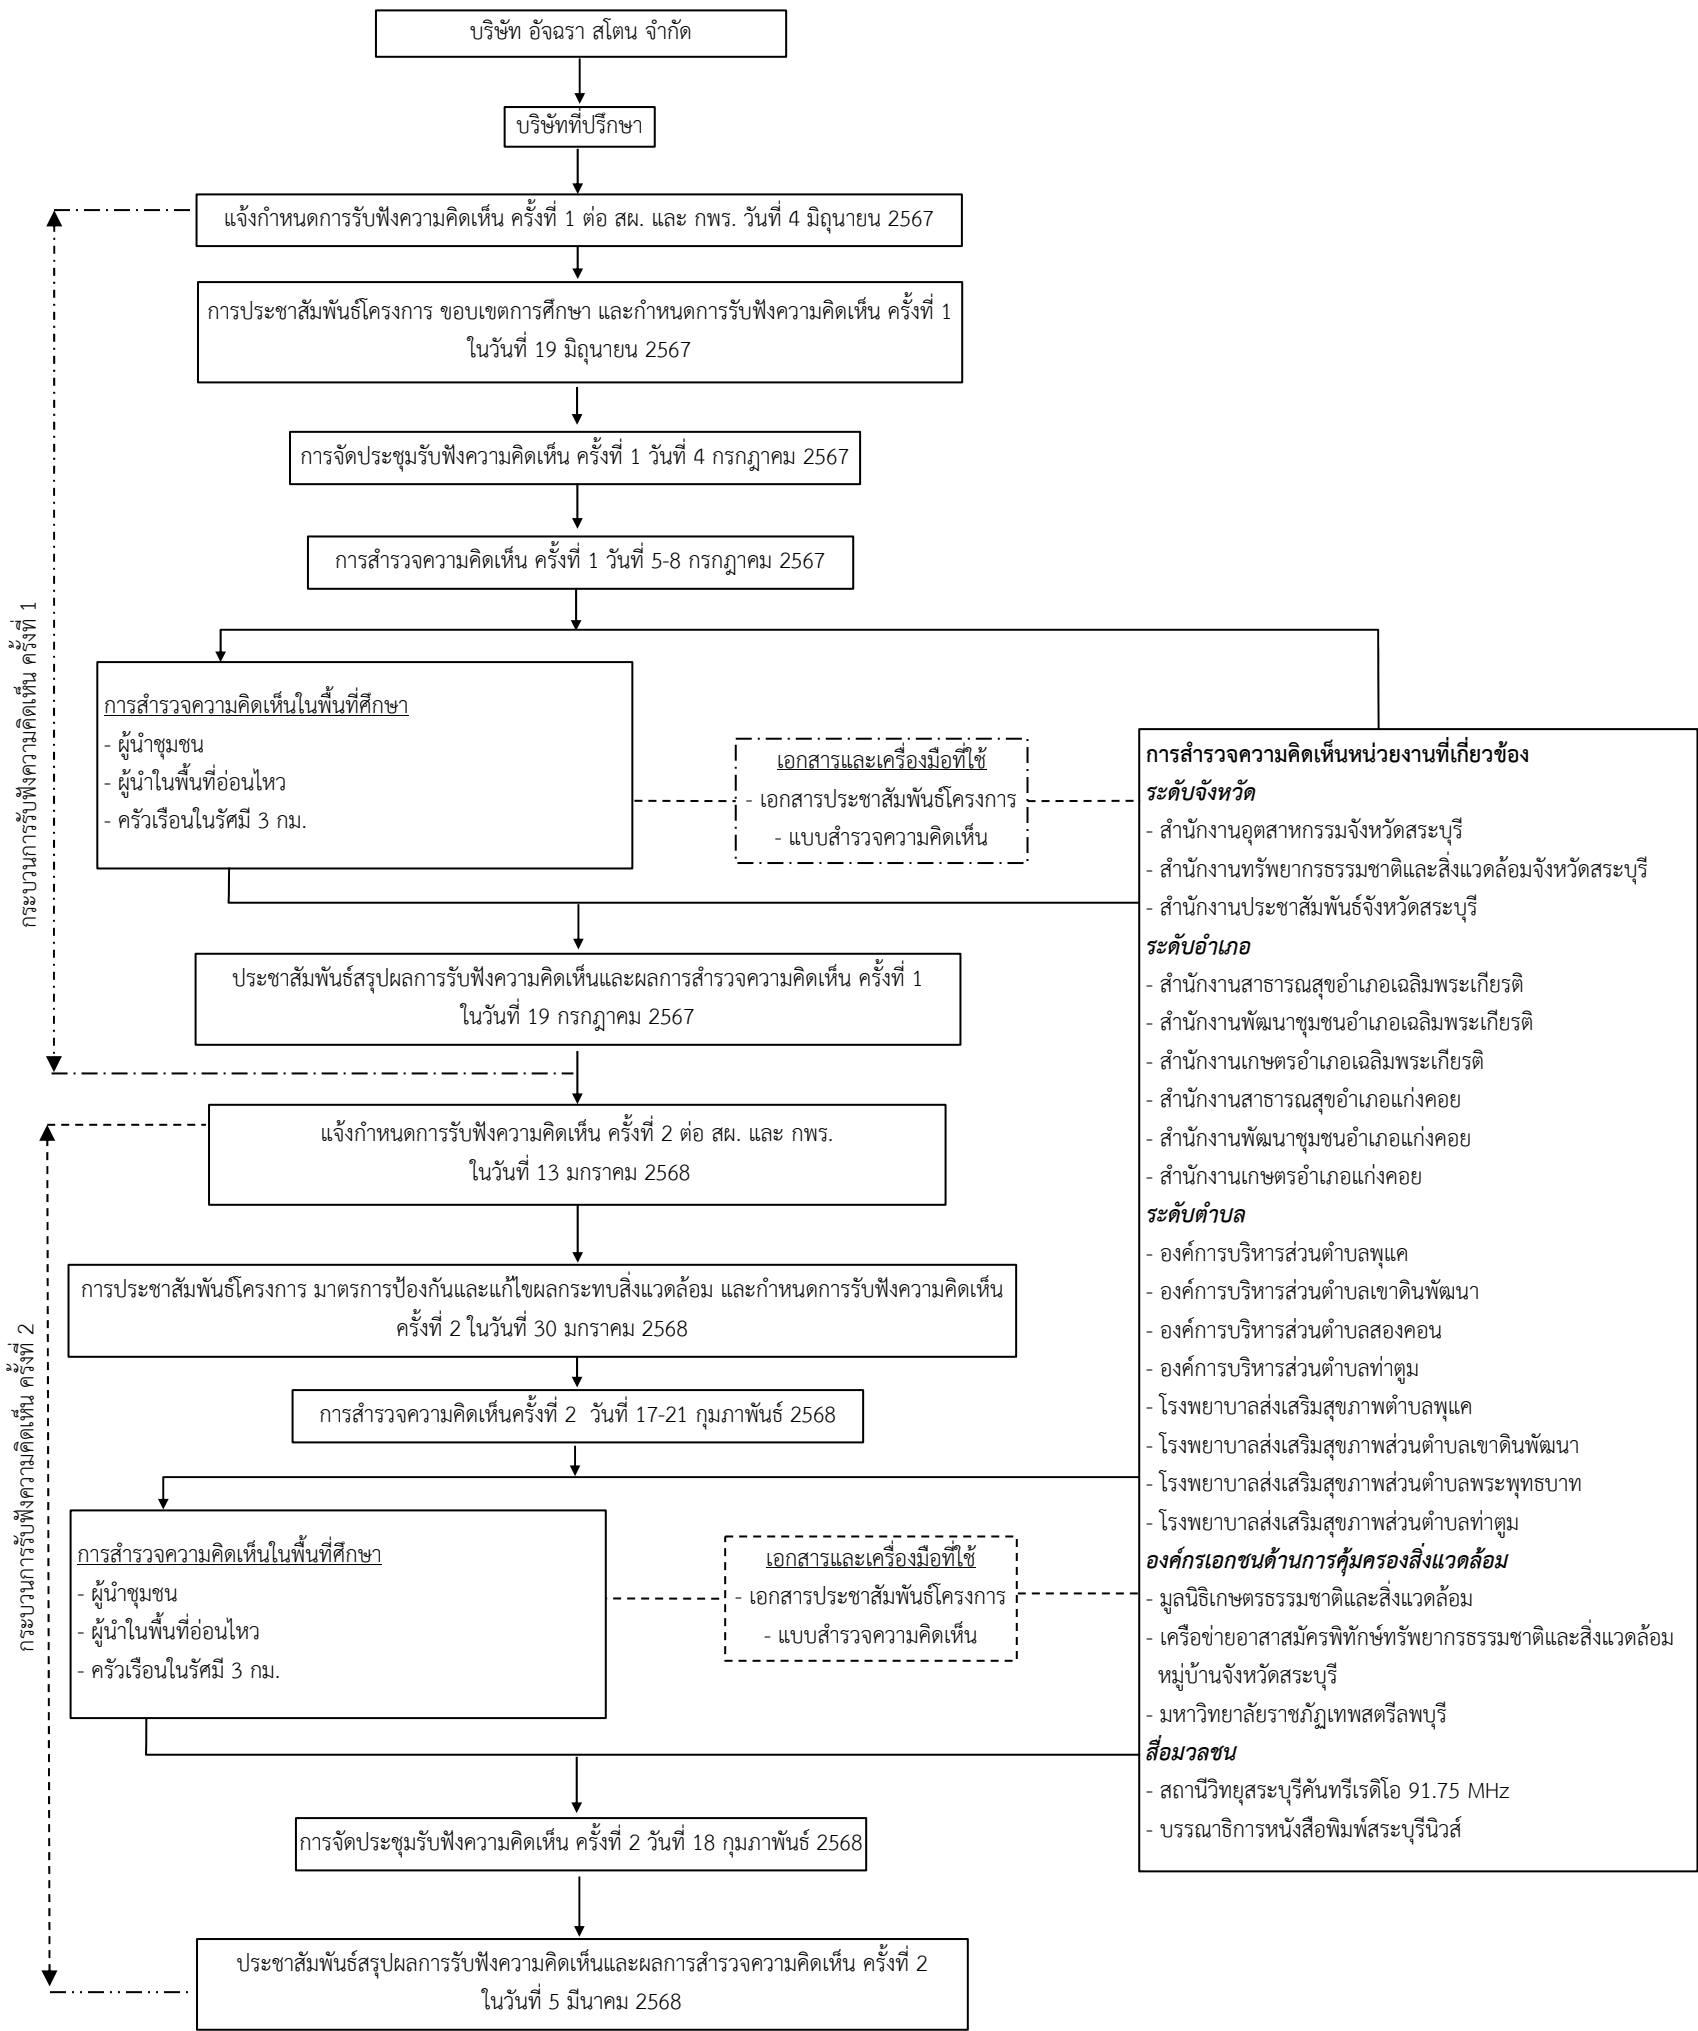 บริษัท อัจฉรา สโตน จำกัด
บริษัทที่ปรึกษา
แจ้งกำหนดการรับฟังความคิดเห็น ครั้งที่ 1 ต่อ สผ. และ กพร. วันที่ 4 มิถุนายน 2567
การประชาสัมพันธ์โครงการ ขอบเขตการศึกษา และกำหนดการรับฟังความคิดเห็น ครั้งที่ 1
ในวันที่ 19 มิถุนายน 2567
การจัดประชุมรับฟังความคิดเห็น ครั้งที่ 1 วันที่ 4 กรกฎาคม 2567
การสำรวจความคิดเห็น ครั้งที่ 1 วันที่ 5-8 กรกฎาคม 2567
กระบวนการรับฟังความคิดเห็น ครั้งที่ 1
การสำรวจความคิดเห็นในพื้นที่ศึกษา
- ผู้นำชุมชน
- ผู้นำในพื้นที่อ่อนไหว
- ครัวเรือนในรัศมี 3 กม.
เอกสารและเครื่องมือที่ใช้
- เอกสารประชาสัมพันธ์โครงการ
- แบบสำรวจความคิดเห็น
การสำรวจความคิดเห็นหน่วยงานที่เกี่ยวข้อง
ระดับจังหวัด
- สำนักงานอุตสาหกรรมจังหวัดสระบุรี
- สำนักงานทรัพยากรธรรมชาติและสิ่งแวดล้อมจังหวัดสระบุรี
- สำนักงานประชาสัมพันธ์จังหวัดสระบุรี
ระดับอำเภอ
- สำนักงานสาธารณสุขอำเภอเฉลิมพระเกียรติ
- สำนักงานพัฒนาชุมชนอำเภอเฉลิมพระเกียรติ
- สำนักงานเกษตรอำเภอเฉลิมพระเกียรติ
- สำนักงานสาธารณสุขอำเภอแก่งคอย
- สำนักงานพัฒนาชุมชนอำเภอแก่งคอย
- สำนักงานเกษตรอำเภอแก่งคอย
ระดับตำบล
- องค์การบริหารส่วนตำบลพุแค
- องค์การบริหารส่วนตำบลเขาดินพัฒนา
- องค์การบริหารส่วนตำบลสองคอน
- องค์การบริหารส่วนตำบลท่าตูม
- โรงพยาบาลส่งเสริมสุขภาพตำบลพุแค
- โรงพยาบาลส่งเสริมสุขภาพส่วนตำบลเขาดินพัฒนา
- โรงพยาบาลส่งเสริมสุขภาพส่วนตำบลพระพุทธบาท
- โรงพยาบาลส่งเสริมสุขภาพส่วนตำบลท่าตูม
องค์กรเอกชนด้านการคุ้มครองสิ่งแวดล้อม
- มูลนิธิเกษตรธรรมชาติและสิ่งแวดล้อม
- เครือข่ายอาสาสมัครพิทักษ์ทรัพยากรธรรมชาติและสิ่งแวดล้อม
หมู่บ้านจังหวัดสระบุรี
- มหาวิทยาลัยราชภัฏเทพสตรีลพบุรี
สื่อมวลชน
- สถานีวิทยุสระบุรีคันทรีเรดิโอ 91.75 MHz
- บรรณาธิการหนังสือพิมพ์สระบุรีนิวส์
ประชาสัมพันธ์สรุปผลการรับฟังความคิดเห็นและผลการสำรวจความคิดเห็น ครั้งที่ 1
ในวันที่ 19 กรกฎาคม 2567
แจ้งกำหนดการรับฟังความคิดเห็น ครั้งที่ 2 ต่อ สผ. และ กพร.
ในวันที่ 13 มกราคม 2568
การประชาสัมพันธ์โครงการ มาตรการป้องกันและแก้ไขผลกระทบสิ่งแวดล้อม และกำหนดการรับฟังความคิดเห็น
ครั้งที่ 2 ในวันที่ 30 มกราคม 2568
การสำรวจความคิดเห็นครั้งที่ 2 วันที่ 17-21 กุมภาพันธ์ 2568
กระบวนการรับฟังความคิดเห็น ครั้งที่ 2
การสำรวจความคิดเห็นในพื้นที่ศึกษา
- ผู้นำชุมชน
- ผู้นำในพื้นที่อ่อนไหว
- ครัวเรือนในรัศมี 3 กม.
เอกสารและเครื่องมือที่ใช้
- เอกสารประชาสัมพันธ์โครงการ
- แบบสำรวจความคิดเห็น
การจัดประชุมรับฟังความคิดเห็น ครั้งที่ 2 วันที่ 18 กุมภาพันธ์ 2568
ประชาสัมพันธ์สรุปผลการรับฟังความคิดเห็นและผลการสำรวจความคิดเห็น ครั้งที่ 2
ในวันที่ 5 มีนาคม 2568